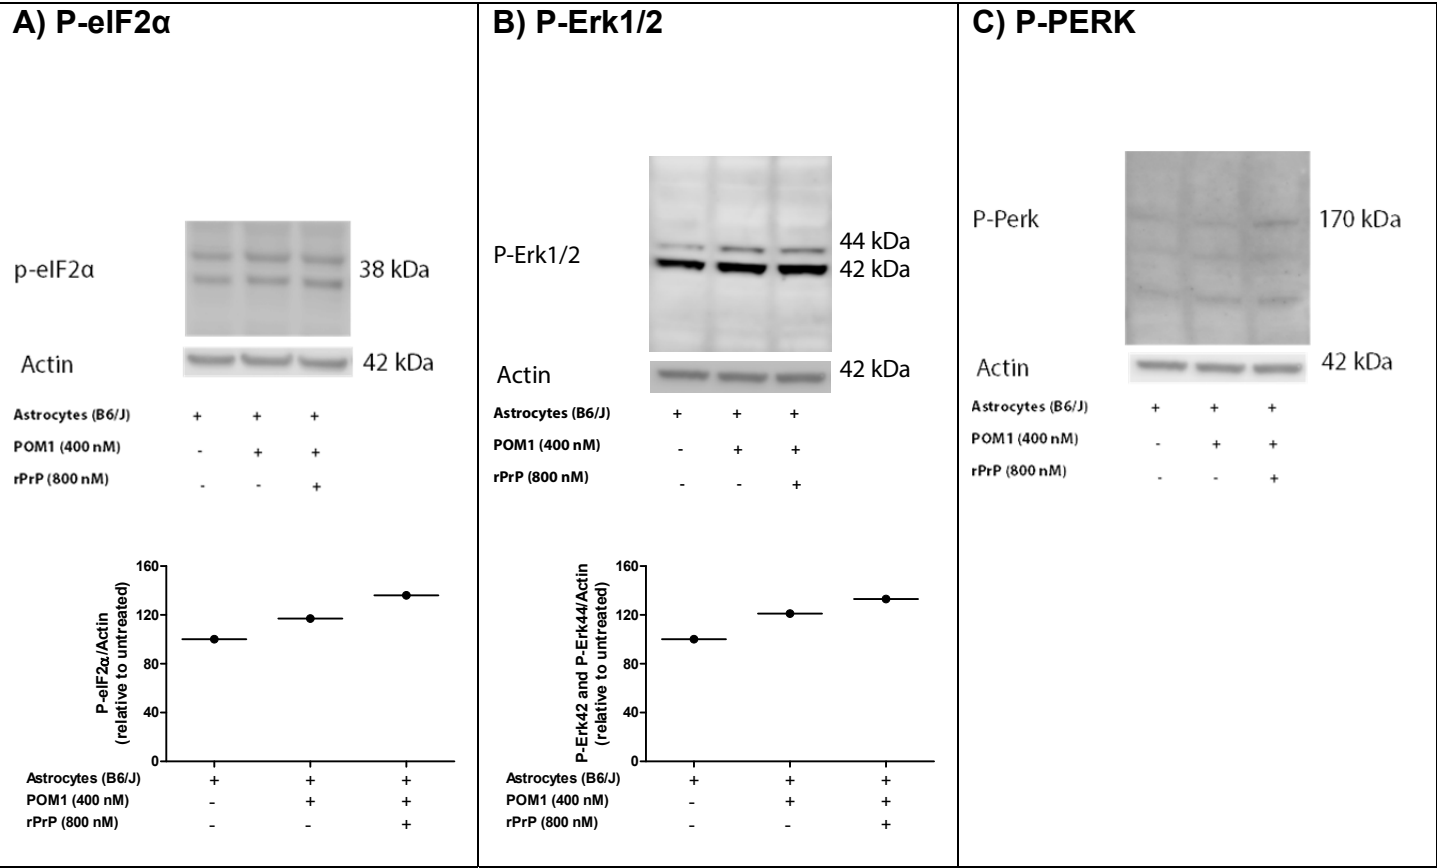 A) P-eIF2α
p-eIF2α
38 kDa
Actin
42 kDa
Astrocytes (B6/J) + + +
POM1 (400 nM) - + +
rPrP (800 nM) - - +
P-eIF2α/Actin
(relative to untreated)
160
120
80
40
0
Astrocytes (B6/J) + + +
POM1 (400 nM) - + +
rPrP (800 nM) - - +
B) P-Erk1/2
P-Erk1/2
44 kDa
42 kDa
Actin
42 kDa
Astrocytes (B6/J) + + +
POM1 (400 nM) - + +
rPrP (800 nM) - - +
P-Erk42 and P-Erk44/Actin
(relative to untreated)
160
120
80
40
0
Astrocytes (B6/J) + + +
POM1 (400 nM) - + +
rPrP (800 nM) - - +
C) P-PERK
P-Perk
170 kDa
Actin
42 kDa
Astrocytes (B6/J) + + +
POM1 (400 nM) - + +
rPrP (800 nM) - - +